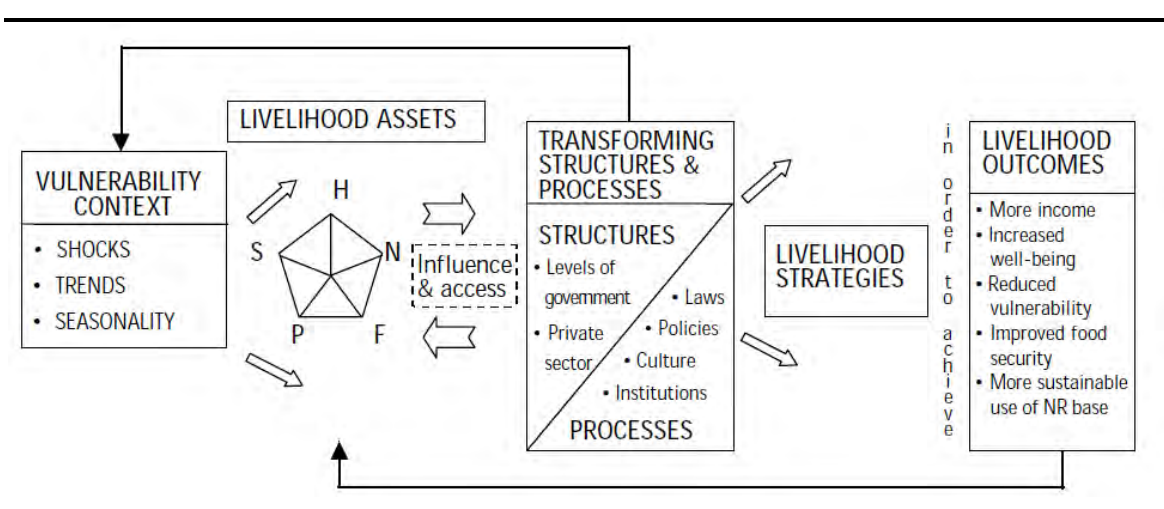 LIVELIHOOD ASSETS
VULNERABILITY
CONTEXT
• SHOCKS
• TRENDS
• SEASONALITY
H
S
N
P
F
Influence
& access
TRANSFORMING
STRUCTURES &
PROCESSES
STRUCTURES
• Levels of
government
• Private
sector
• Laws
• Policies
• Culture
• Institutions
PROCESSES
LIVELIHOOD
STRATEGIES
in order to achieve
LIVELIHOOD
OUTCOMES
• More income
• Increased
well-being
• Reduced
vulnerability
• Improved food
security
• More sustainable
use of NR base